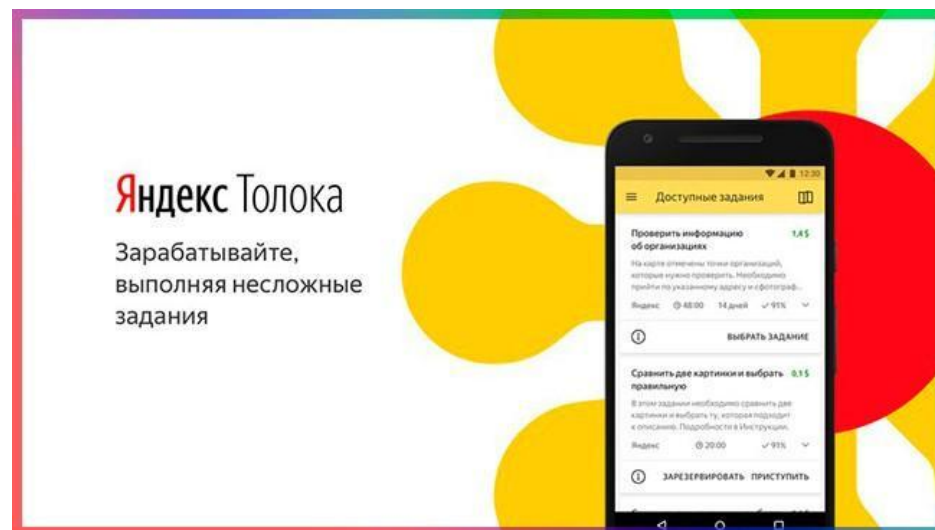 Яндекс Толока
Зарабатывайте,
выполняя несложные
задания
12:30
Доступные задания
Проверить информацию 1,4 $
об организациях
На карте отмечены точки организаций,
которые нужно проверить. Необходимо
прийти по указанному адресу и сфотограф...
Яндекс 48:00 14 дней 91%
ВЫБРАТЬ ЗАДАНИЕ
Сравнить две картинки и выбрать 0,1 $
правильную
В этом задании необходимо сравнить две
картинки и выбрать ту, которая подходит
к описанию. Подробности в Инструкции.
Яндекс 20:00 91%
ЗАРЕЗЕРВИРОВАТЬ ПРИСТУПИТЬ